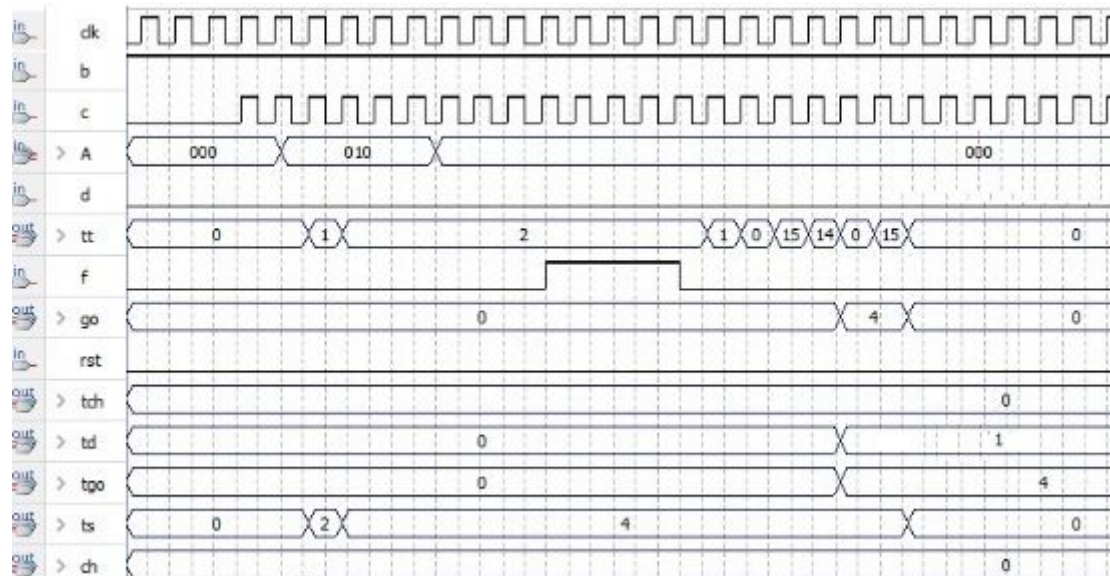 in clk
in b
in c
in > A 000 010 000
in d
out > tt 0 1 2 1 0 15 14 0 15 0
in f
out > go 0 4 0
in rst
out > tch 0
out > td 0 1
out > tgo 0 4
out > ts 0 2 4 0
out > ch 0